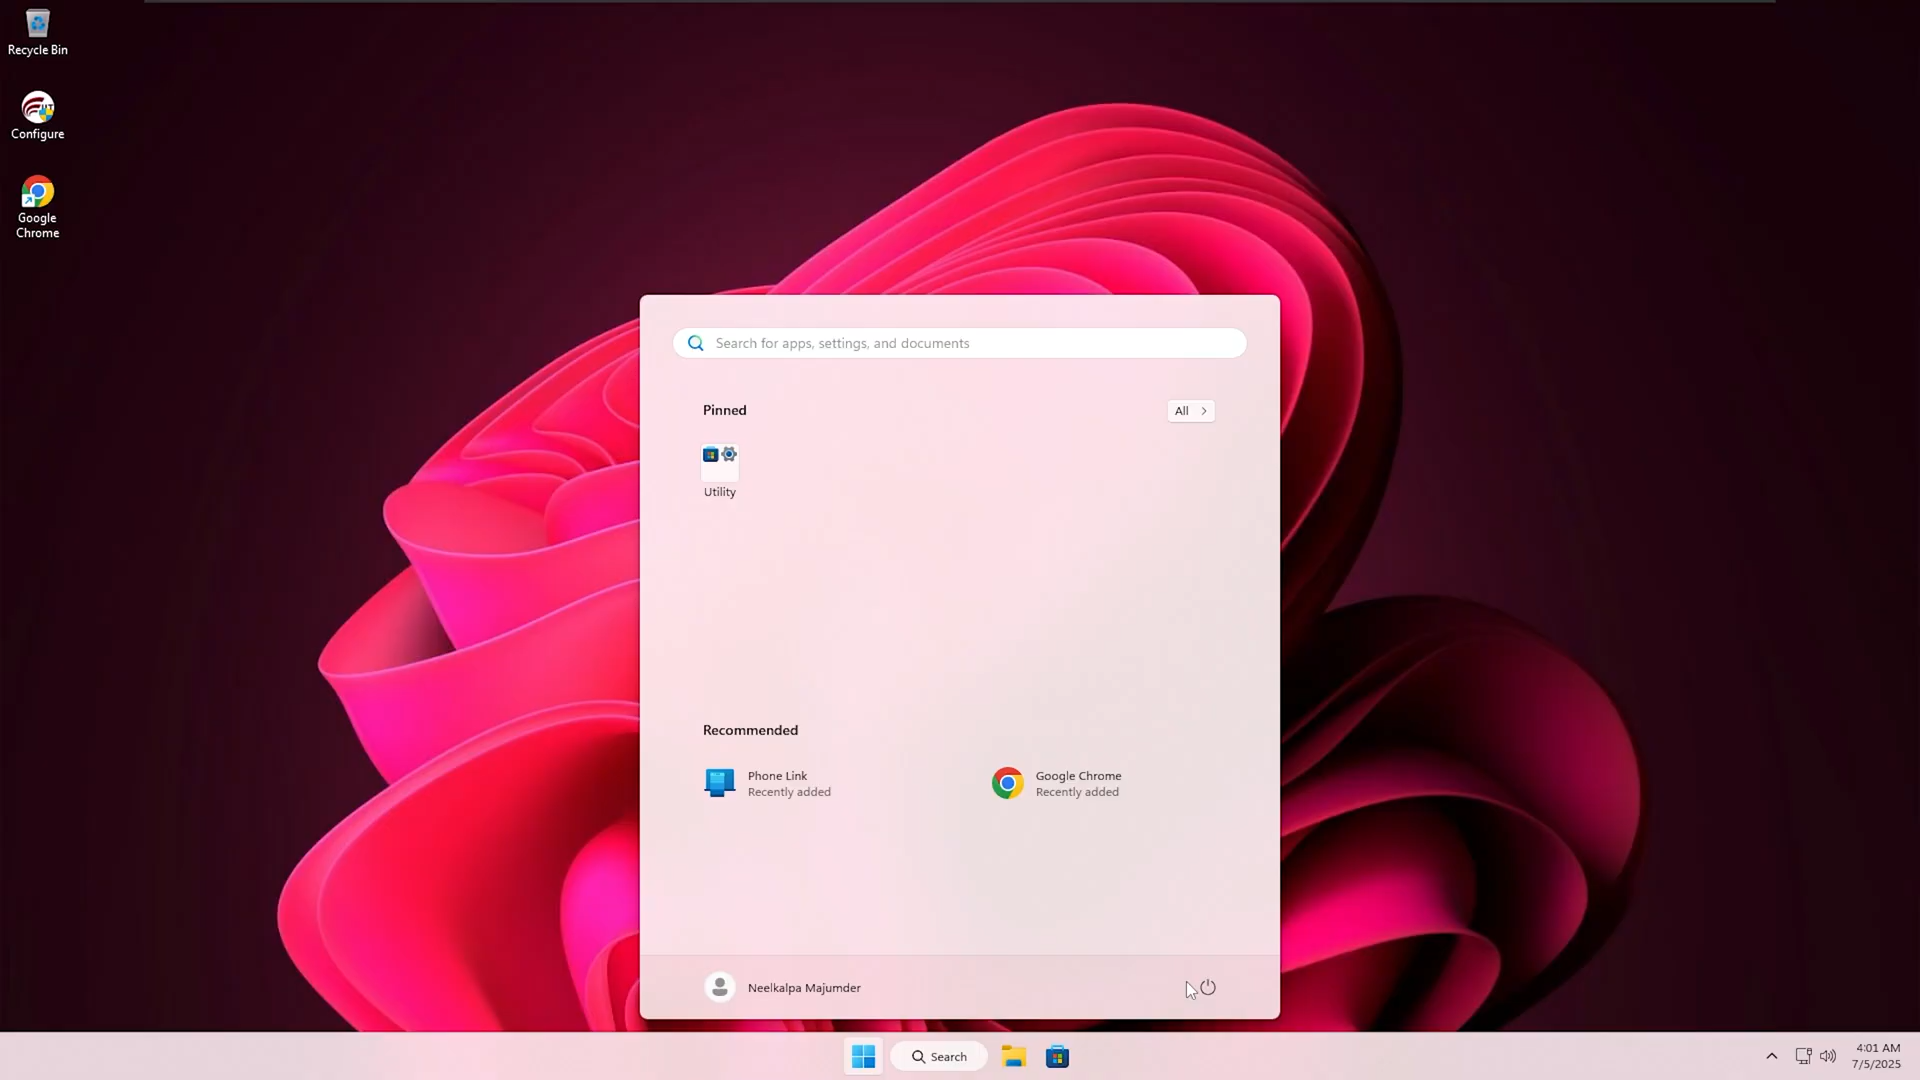 Recycle Bin
Configure
Google
Chrome
Search for apps, settings, and documents
Pinned
All
Utility
Recommended
Phone Link
Recently added
Google Chrome
Recently added
Neelkalpa Majumder
Search
4:01 AM
7/5/2025